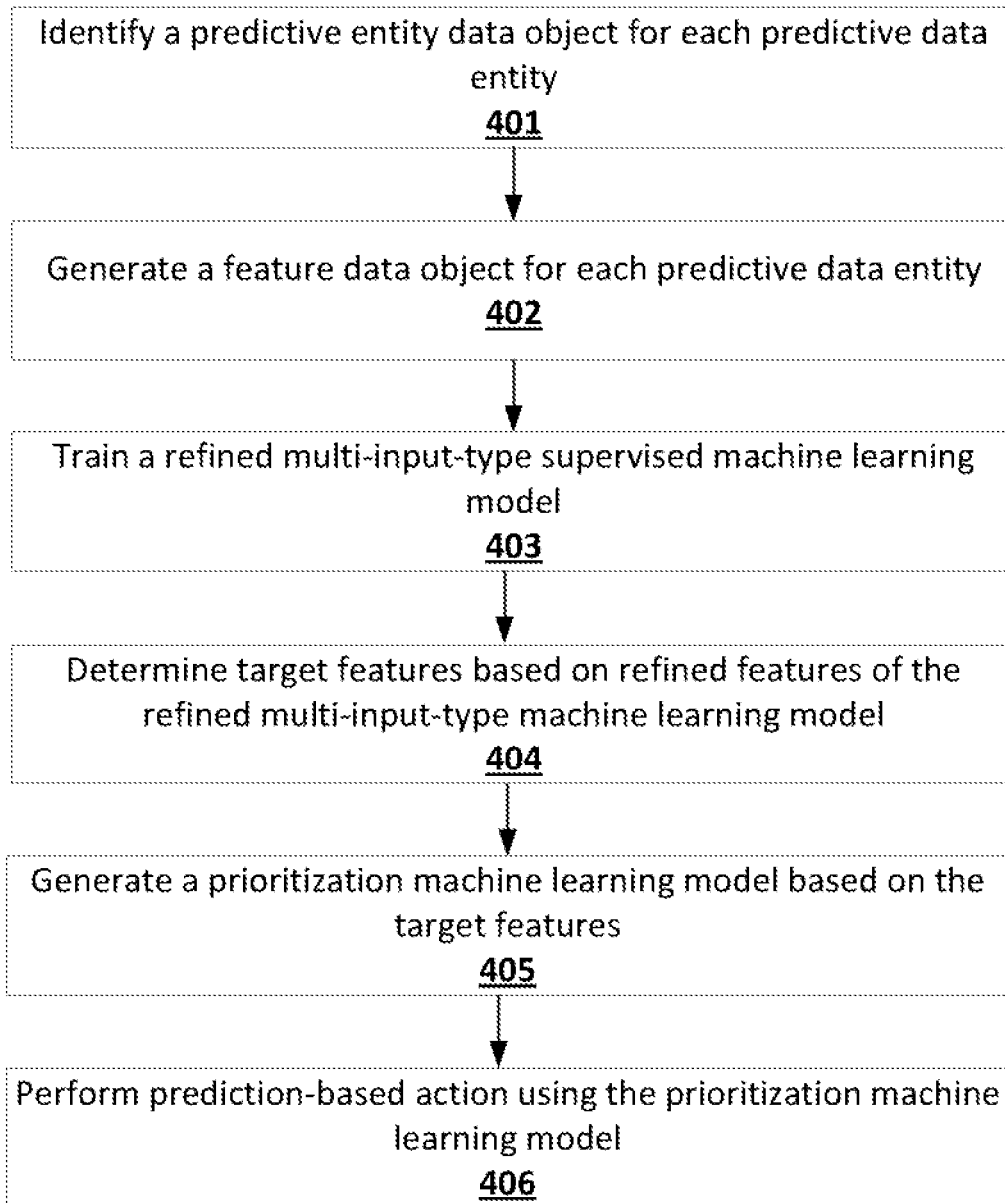 Identify a predictive entity data object for each predictive data
entity
401
Generate a feature data object for each predictive data entity
402
Train a refined multi-input-type supervised machine learning
model
403
Determine target features based on refined features of the
refined multi-input-type machine learning model
404
Generate a prioritization machine learning model based on the
target features
405
Perform prediction-based action using the prioritization machine
learning model
406